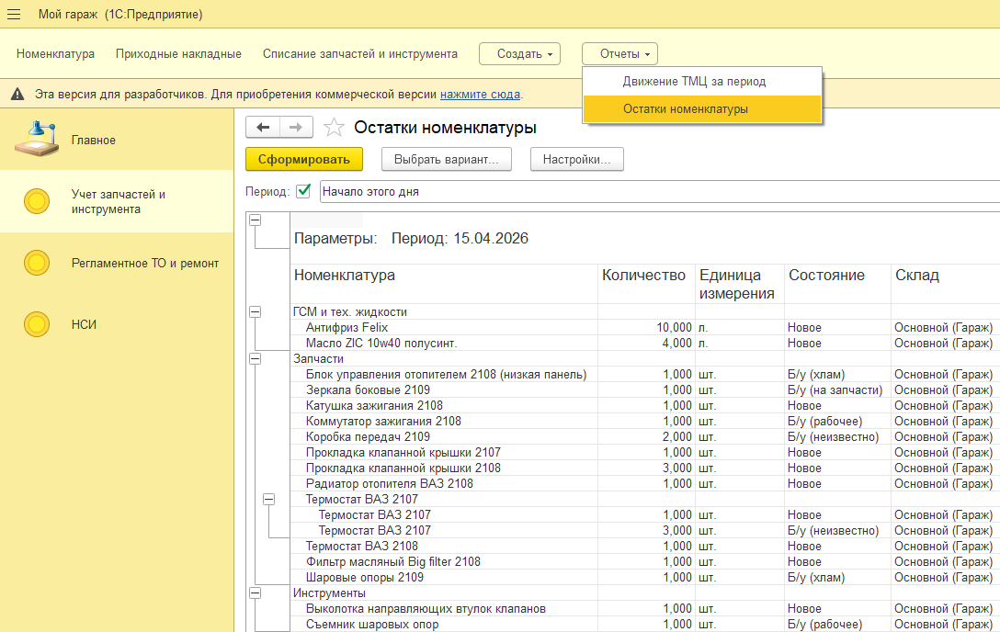 Мой гараж (1С:Предприятие)
Номенклатура Приходные накладные Списание запчастей и инструмента Создать Отчеты
Движение ТМЦ за период
Остатки номенклатуры
Эта версия для разработчиков. Для приобретения коммерческой версии нажмите сюда.
Главное
Учет запчастей и
инструмента
Регламентное ТО и ремонт
НСИ
Остатки номенклатуры
Сформировать Выбрать вариант... Настройки...
Период: Начало этого дня
Параметры: Период: 15.04.2026
Номенклатура Количество Единица измерения Состояние Склад
ГСМ и тех. жидкости
Антифриз Felix 10,000 л. Новое Основной (Гараж)
Масло ZIC 10w40 полусинт. 4,000 л. Новое Основной (Гараж)
Запчасти
Блок управления отопителем 2108 (низкая панель) 1,000 шт. Б/у (хлам) Основной (Гараж)
Зеркала боковые 2109 1,000 шт. Б/у (на запчасти) Основной (Гараж)
Катушка зажигания 2108 1,000 шт. Новое Основной (Гараж)
Коммутатор зажигания 2108 1,000 шт. Б/у (рабочее) Основной (Гараж)
Коробка передач 2109 2,000 шт. Б/у (неизвестно) Основной (Гараж)
Прокладка клапанной крышки 2107 1,000 шт. Новое Основной (Гараж)
Прокладка клапанной крышки 2108 3,000 шт. Новое Основной (Гараж)
Радиатор отопителя ВАЗ 2108 1,000 шт. Новое Основной (Гараж)
Термостат ВАЗ 2107
Термостат ВАЗ 2107 1,000 шт. Новое Основной (Гараж)
Термостат ВАЗ 2107 3,000 шт. Б/у (неизвестно) Основной (Гараж)
Термостат ВАЗ 2108 1,000 шт. Новое Основной (Гараж)
Фильтр масляный Big filter 2108 1,000 шт. Новое Основной (Гараж)
Шаровые опоры 2109 1,000 шт. Б/у (хлам) Основной (Гараж)
Инструменты
Выколотка направляющих втулок клапанов 1,000 шт. Новое Основной (Гараж)
Съемник шаровых опор 1,000 шт. Б/у (рабочее) Основной (Гараж)